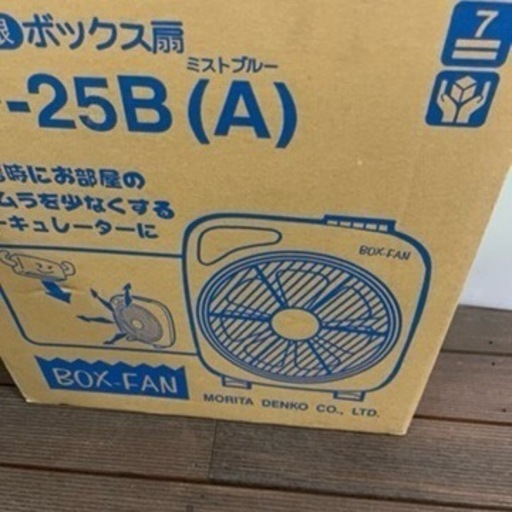 ボックス扇
ミストブルー
-25B(A)
時にお部屋の
ムラを少なくする
ーキュレーターに
7
BOX-FAN
BOX-FAN
MORITA DENKO CO., LTD.